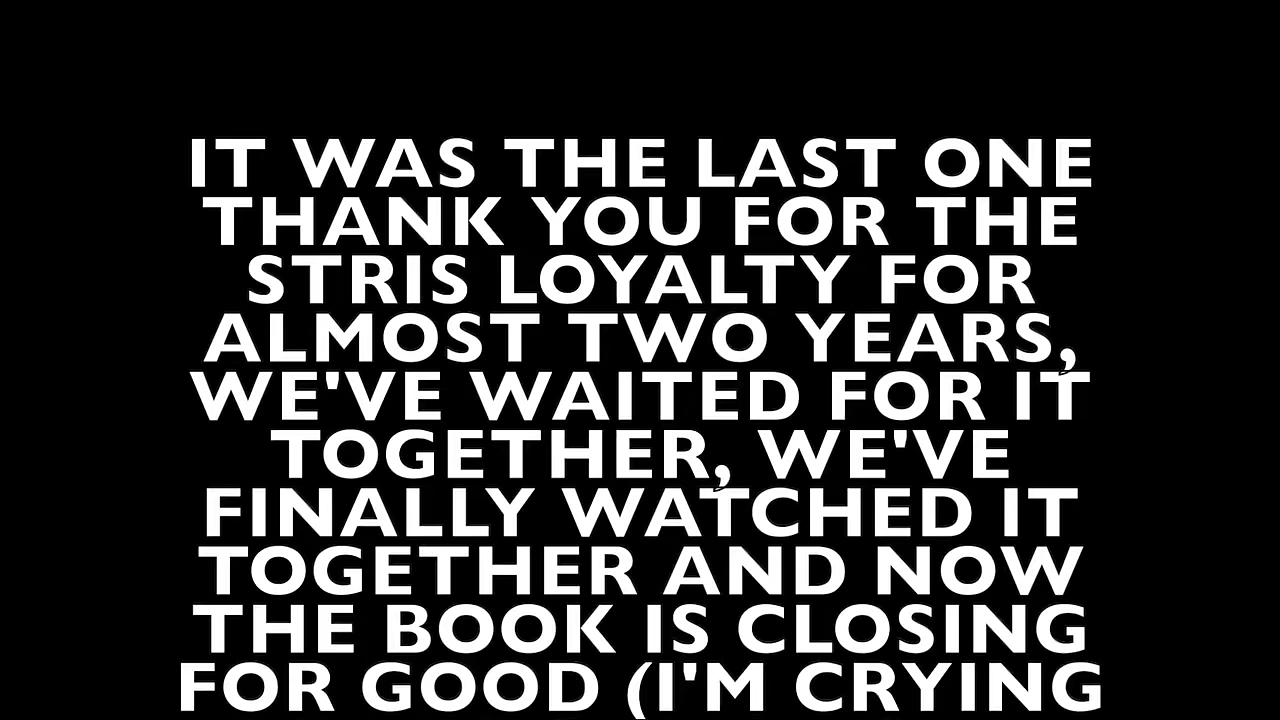 IT WAS THE LAST ONE
THANK YOU FOR THE
STRIS LOYALTY FOR
ALMOST TWO YEARS,
WE'VE WAITED FOR IT
TOGETHER, WE'VE
FINALLY WATCHED IT
TOGETHER AND NOW
THE BOOK IS CLOSING
FOR GOOD (I'M CRYING